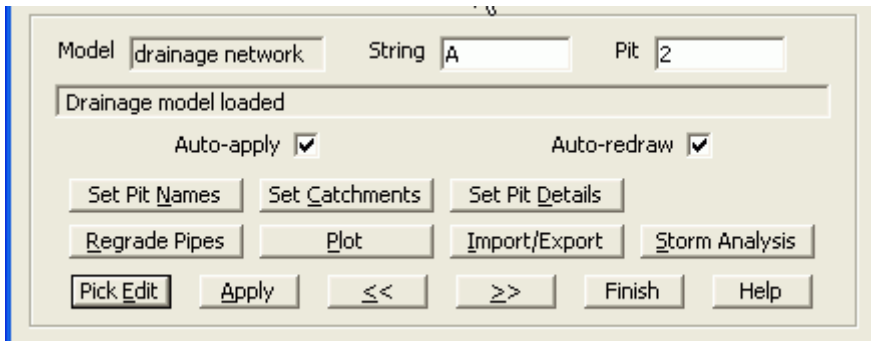 Model drainage network String A Pit 2
Drainage model loaded
Auto-apply Auto-redraw
Set Pit Names Set Catchments Set Pit Details
Regrade Pipes Plot Import/Export Storm Analysis
Pick Edit Apply << >> Finish Help